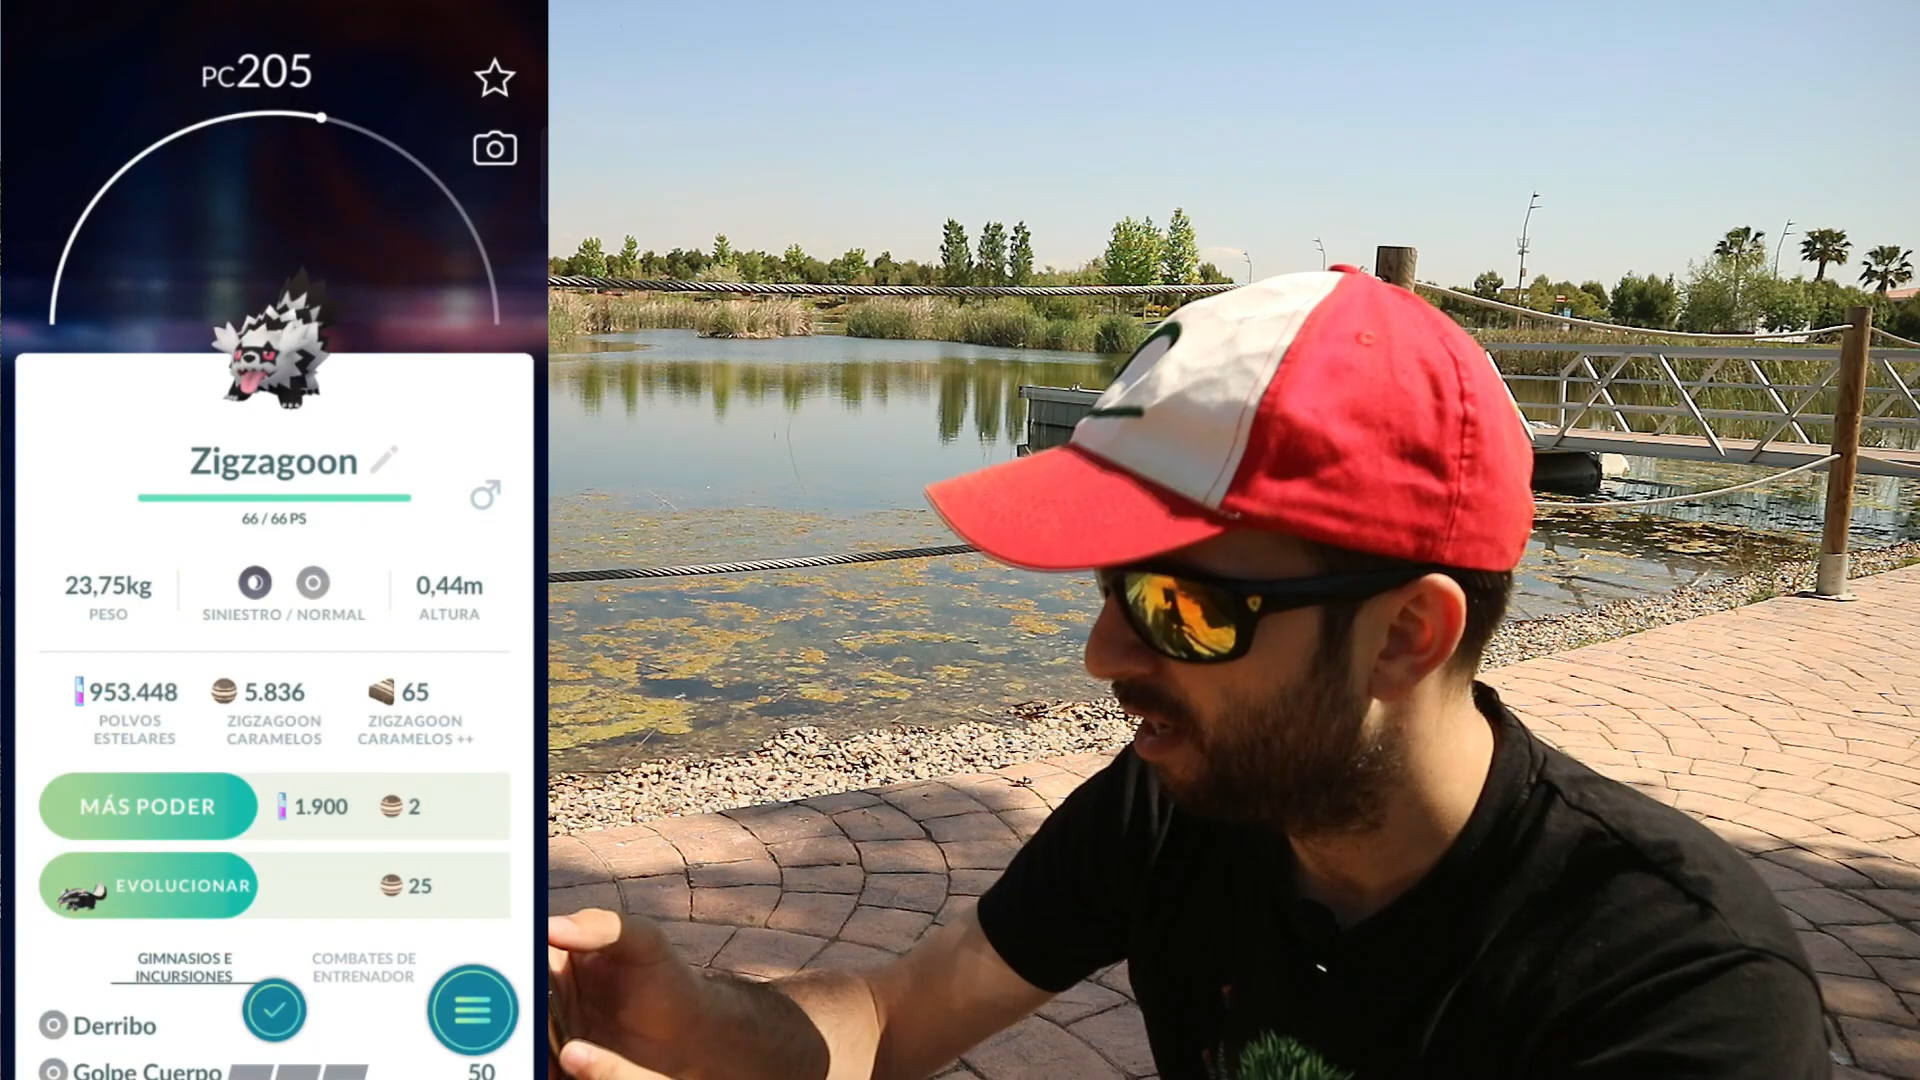 PC205
Zigzagoon
66 / 66 PS
23,75kg
PESO
SINIESTRO / NORMAL
0,44m
ALTURA
953.448
POLVOS
ESTELARES
5.836
ZIGZAGOON
CARAMELOS
65
ZIGZAGOON
CARAMELOS ++
MÁS PODER 1.900 2
EVOLUCIONAR 25
GIMNASIOS E
INCURSIONES
COMBATES DE
ENTRENADOR
Derribo
Golpe Cuerpo 50